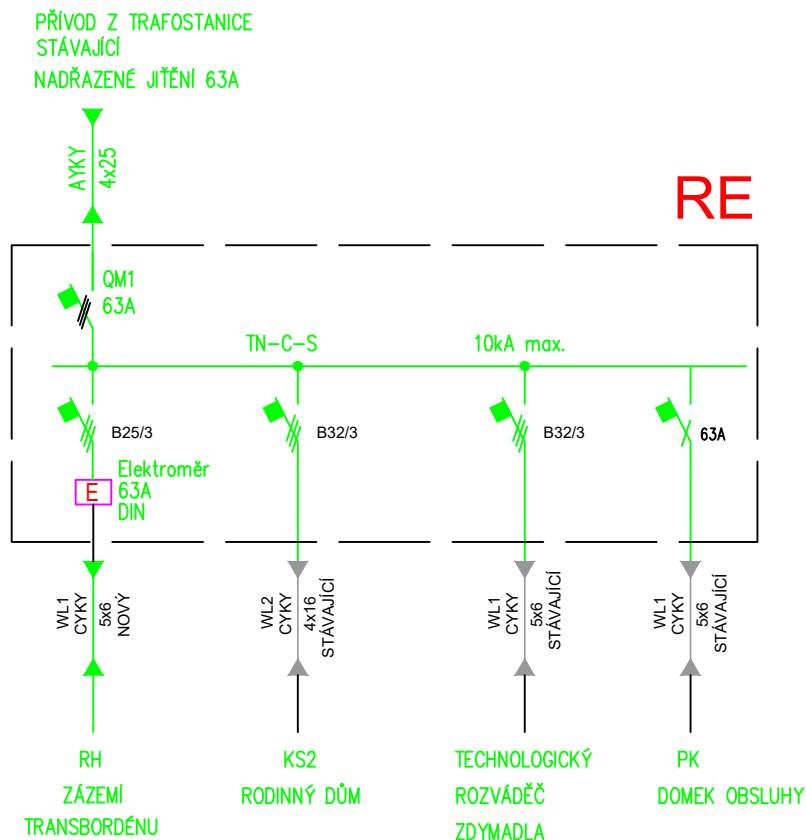 PŘÍVOD Z TRAFOSTANICE
STÁVAJÍCÍ
NADŘAZENÉ JIŤĚNÍ 63A
AYKY
4x25
RE
QM1
63A
TN-C-S
10kA max.
B25/3
B32/3
B32/3
63A
Elektroměr
63A
DIN
E
WL1
CYKY
5x6
NOVÝ
WL2
CYKY
4x16
STÁVAJÍCÍ
WL1
CYKY
5x6
STÁVAJÍCÍ
WL1
CYKY
5x6
STÁVAJÍCÍ
RH
ZÁZEMÍ
TRANSBORDÉNU
KS2
RODINNÝ DŮM
TECHNOLOGICKÝ
ROZVÁDĚČ
ZDYMADLA
PK
DOMEK OBSLUHY